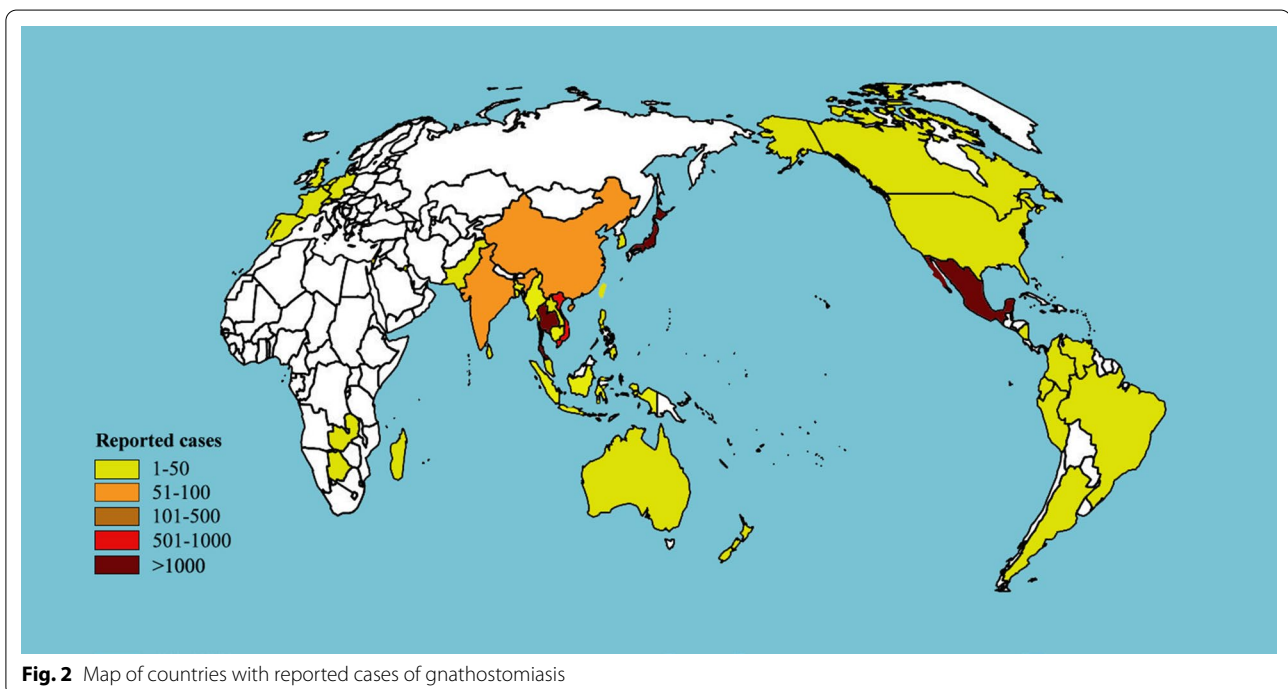 Reported cases
1-50
51-100
101-500
501-1000
>1000
Fig. 2 Map of countries with reported cases of gnathostomiasis